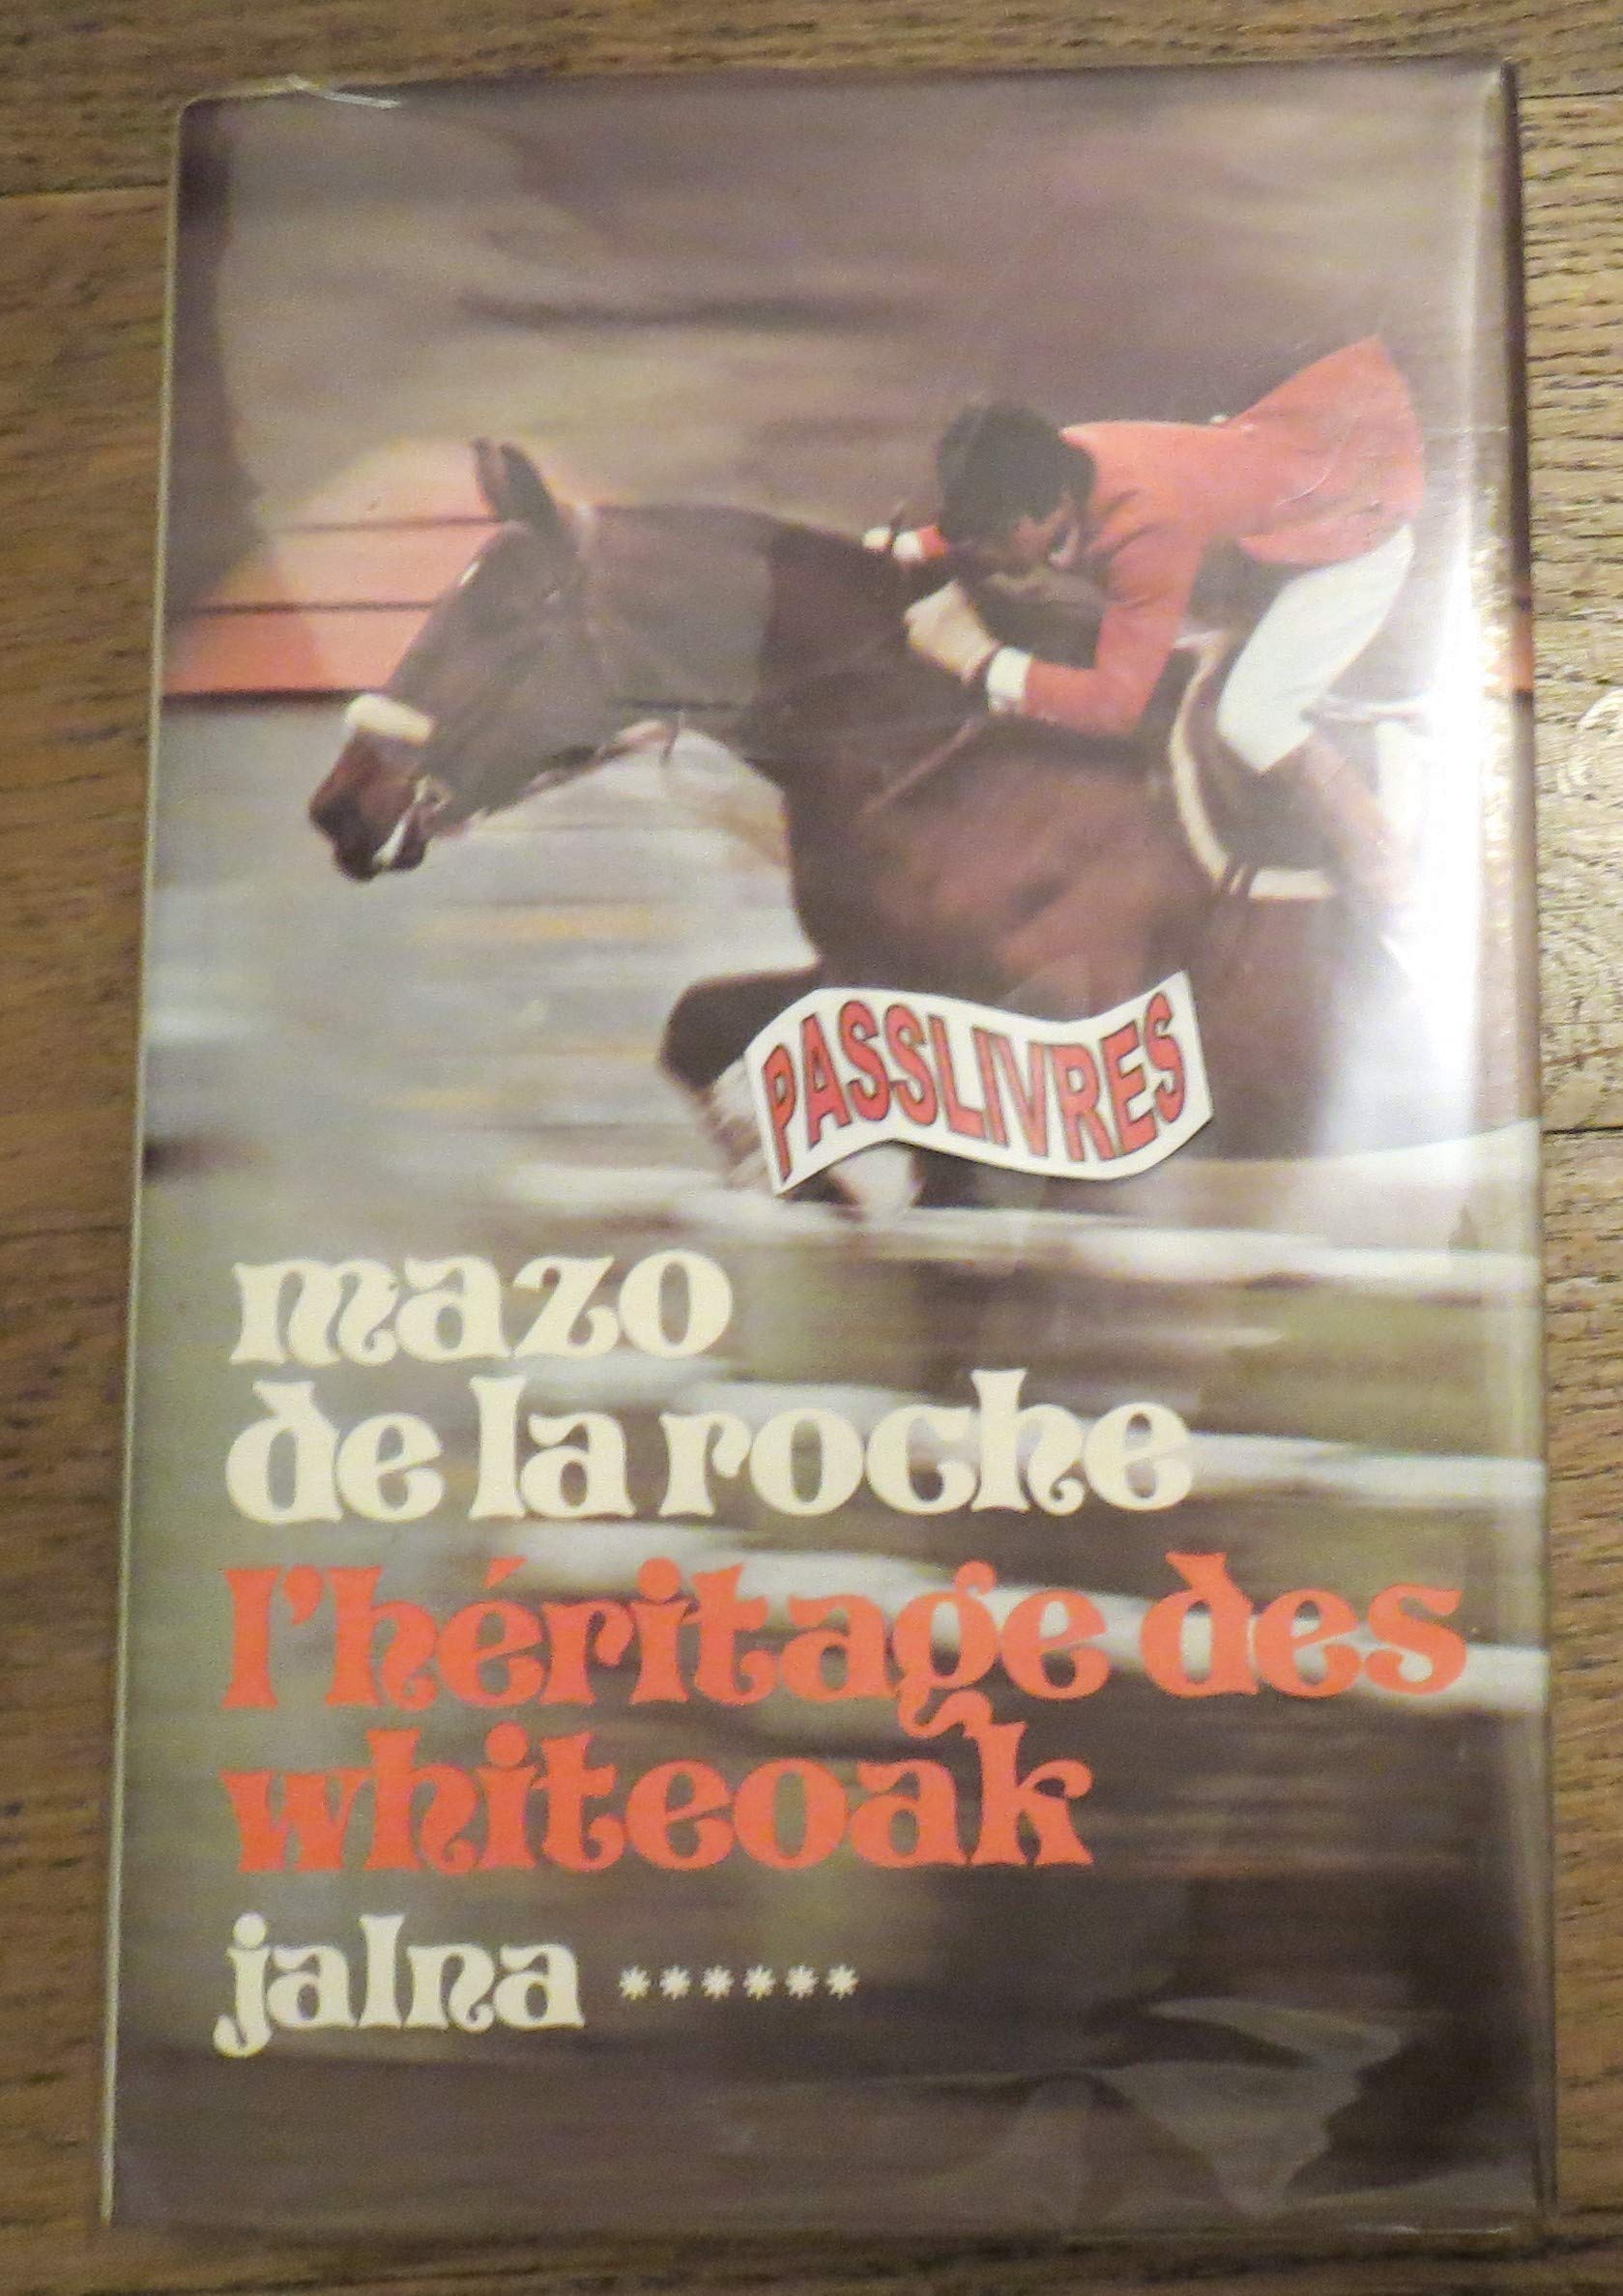 PASSLIVRES
mazo
de la roche
l'héritage des
whiteoak
jalna ******